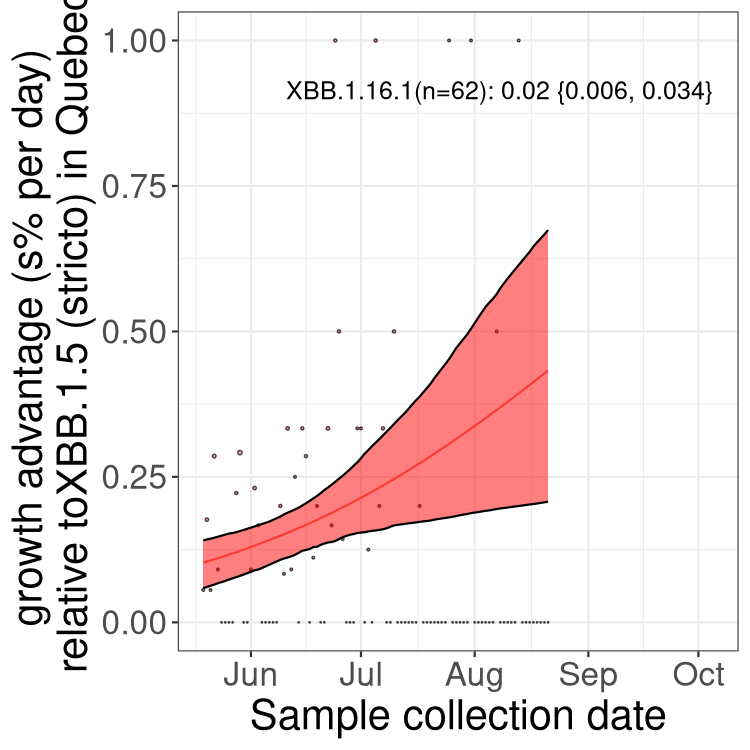 growth advantage (s% per day)
relative toXBB.1.5 (stricto) in Quebec
1.00
0.75
0.50
0.25
0.00
XBB.1.16.1(n=62): 0.02 {0.006, 0.034}
Jun Jul Aug Sep Oct
Sample collection date